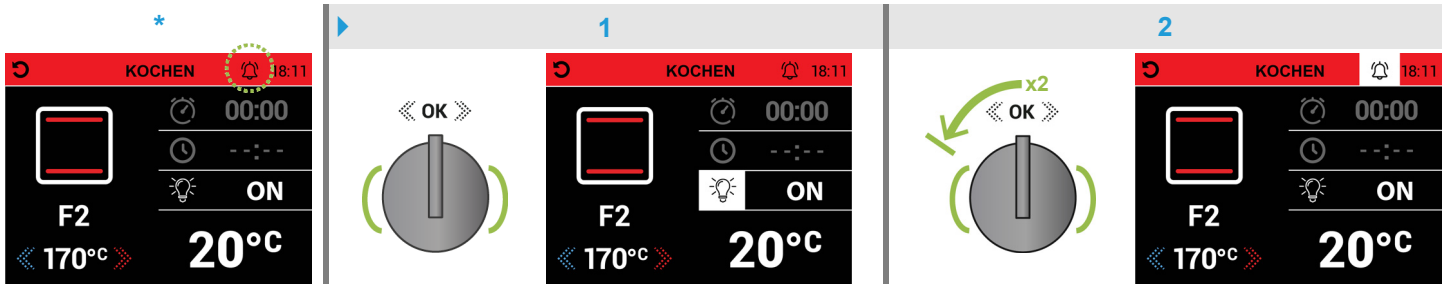 *
KOCHEN 18:11
00:00
--:--
ON
F2
170°C
20°C
1
OK
KOCHEN 18:11
00:00
--:--
ON
F2
170°C
20°C
2
x2
OK
KOCHEN 18:11
00:00
--:--
ON
F2
170°C
20°C